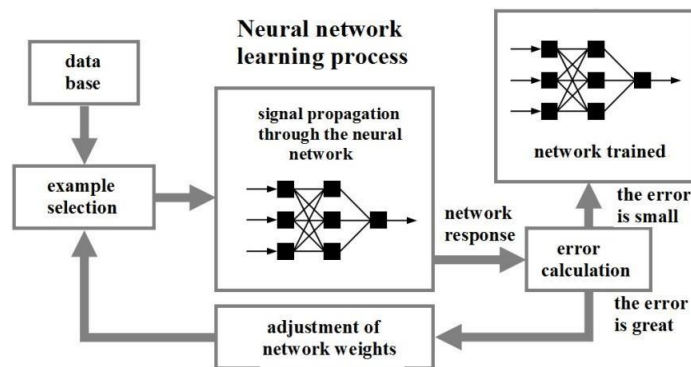 Neural network
learning process
data
base
example
selection
signal propagation
through the neural
network
network
response
error
calculation
the error
is small
network trained
the error
is great
adjustment of
network weights